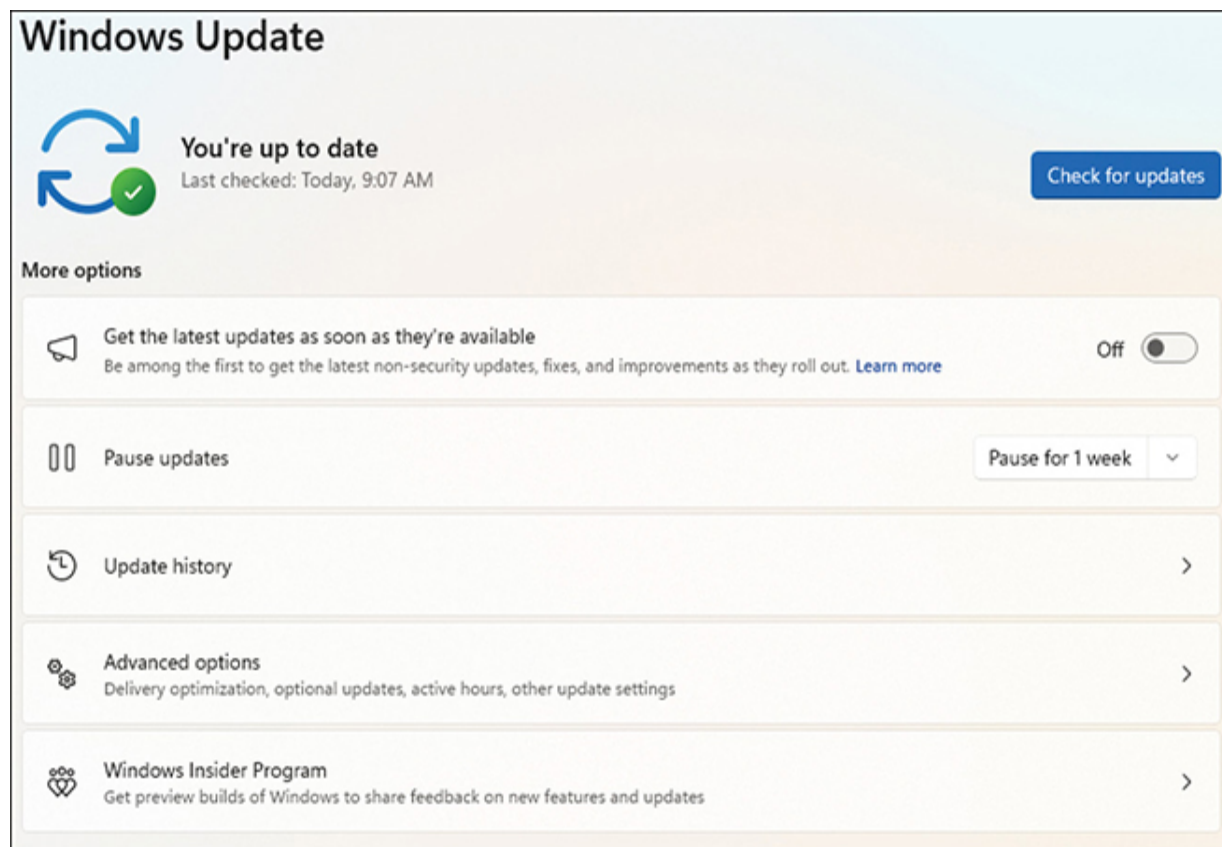 Windows Update
You're up to date
Last checked: Today, 9:07 AM
Check for updates
More options
Get the latest updates as soon as they're available
Be among the first to get the latest non-security updates, fixes, and improvements as they roll out. Learn more
Off
Pause updates
Pause for 1 week
Update history
Advanced options
Delivery optimization, optional updates, active hours, other update settings
Windows Insider Program
Get preview builds of Windows to share feedback on new features and updates